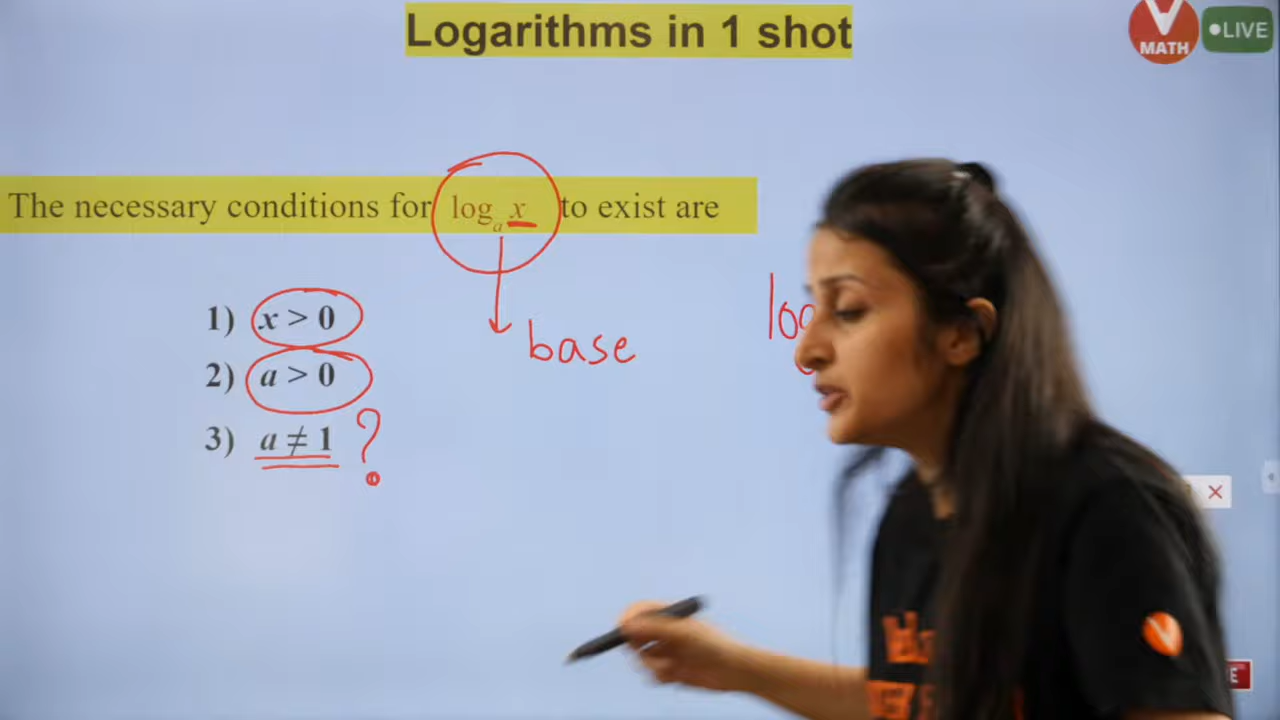 Logarithms in 1 shot
V
MATH
LIVE
The necessary conditions for logₐ x to exist are
1) x > 0
2) a > 0
3) a ≠ 1 ?
base